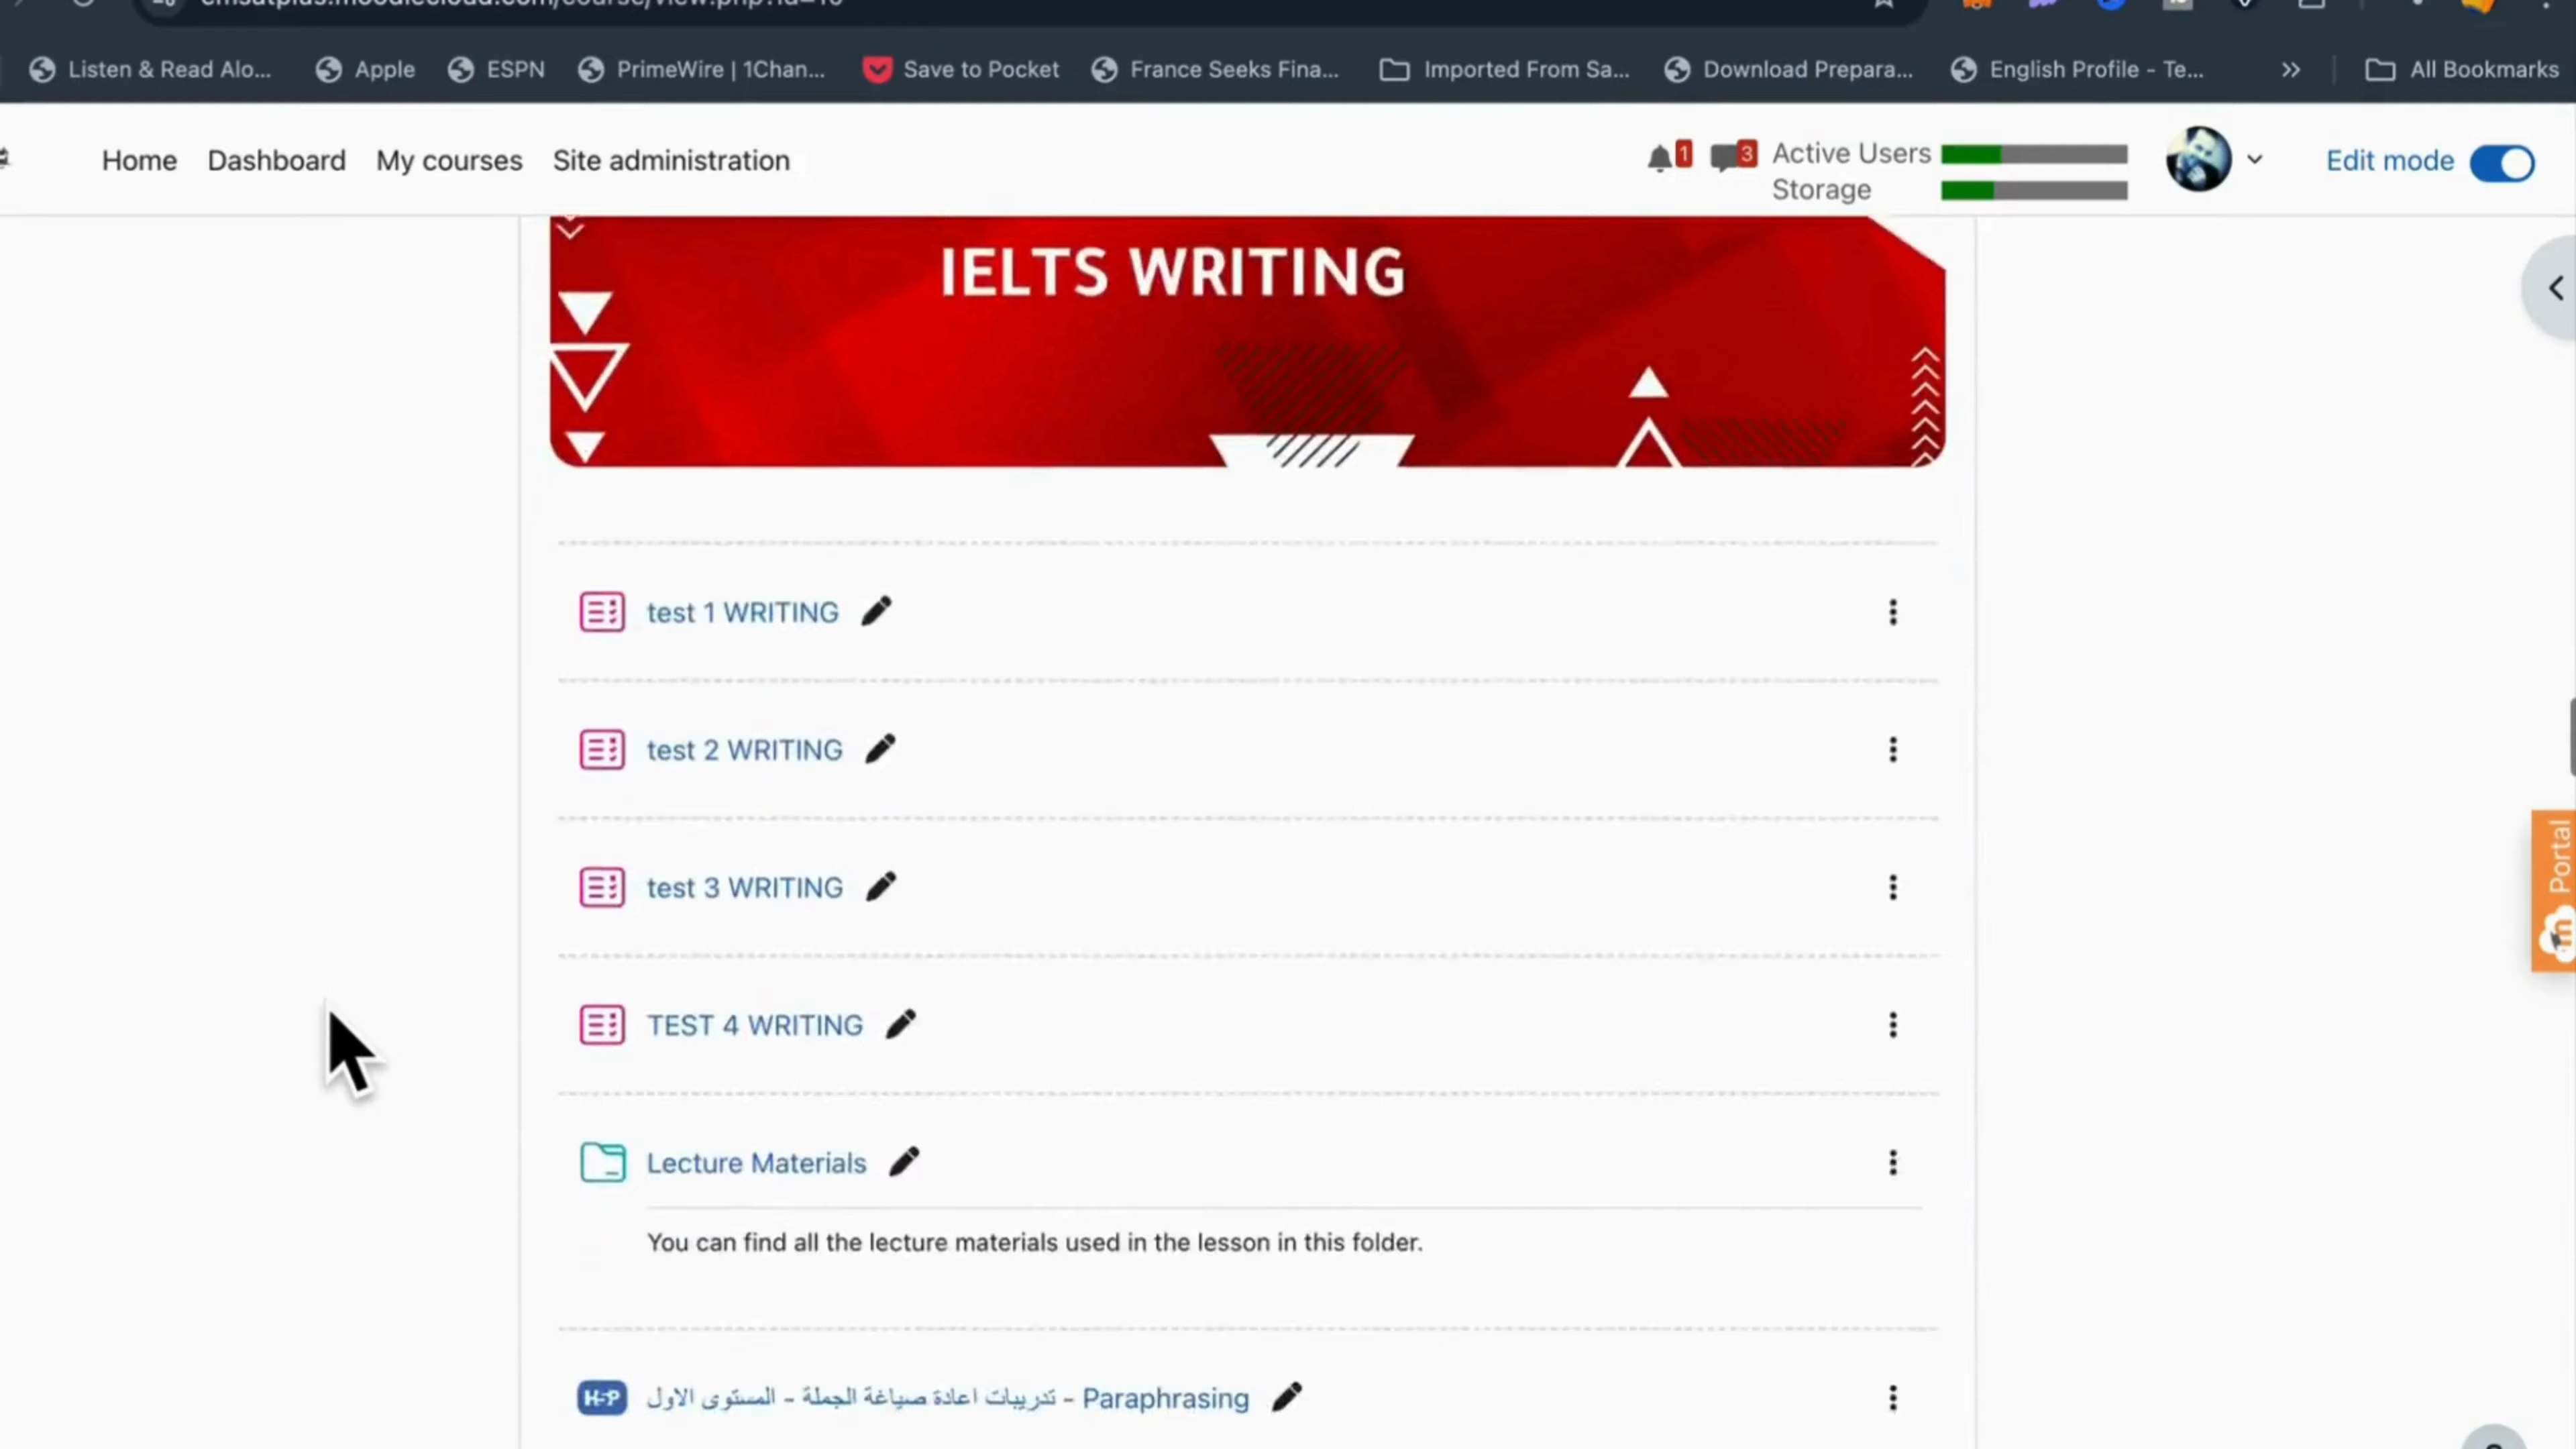 Listen & Read Alo... Apple ESPN PrimeWire | 1Chan... Save to Pocket France Seeks Fina... Imported From Sa... Download Prepara... English Profile - Te... All Bookmarks
Home Dashboard My courses Site administration 1 3 Active Users Edit mode
Storage
IELTS WRITING
test 1 WRITING
test 2 WRITING
test 3 WRITING
Portal
TEST 4 WRITING
Lecture Materials
You can find all the lecture materials used in the lesson in this folder.
H-P تدريبات اعادة صياغة الجملة - المستوى الاول - Paraphrasing